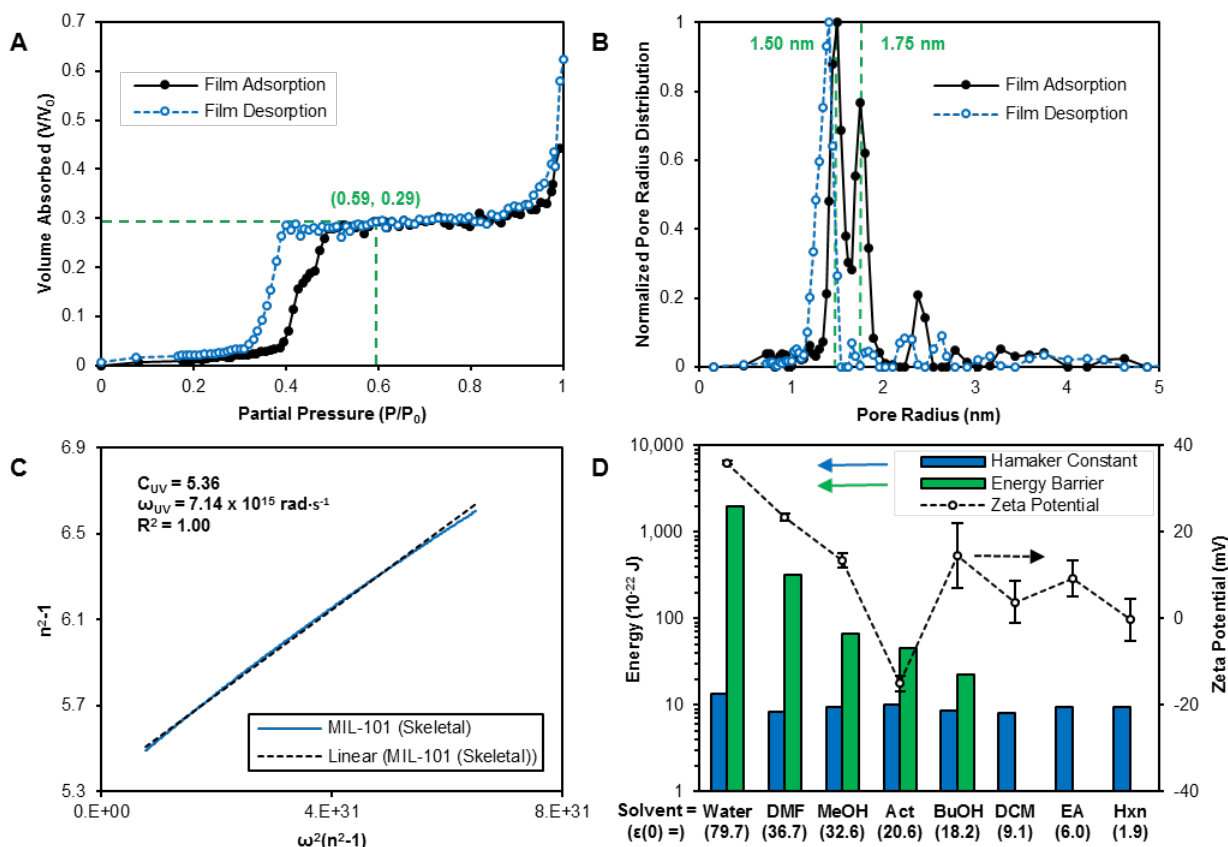 A
0.7
0.6
0.5
0.4
0.3
0.2
0.1
0
Volume Absorbed (V/V₀)
Film Adsorption
Film Desorption
(0.59, 0.29)
0
0.2
0.4
0.6
0.8
1
Partial Pressure (P/P₀)
B
1
0.8
0.6
0.4
0.2
0
Normalized Pore Radius Distribution
1.50 nm
1.75 nm
Film Adsorption
Film Desorption
0
1
2
3
4
5
Pore Radius (nm)
C
6.9
6.5
6.1
5.7
5.3
n²-1
C_UV = 5.36
ω_UV = 7.14 x 10¹⁵ rad·s⁻¹
R² = 1.00
MIL-101 (Skeletal)
Linear (MIL-101 (Skeletal))
0.E+00
4.E+31
8.E+31
ω²(n²-1)
D
10,000
1,000
100
10
1
Energy (10⁻²² J)
Hamaker Constant
Energy Barrier
Zeta Potential
40
20
0
-20
-40
Zeta Potential (mV)
Solvent = Water DMF MeOH Act BuOH DCM EA Hxn
(ε(0) =) (79.7) (36.7) (32.6) (20.6) (18.2) (9.1) (6.0) (1.9)